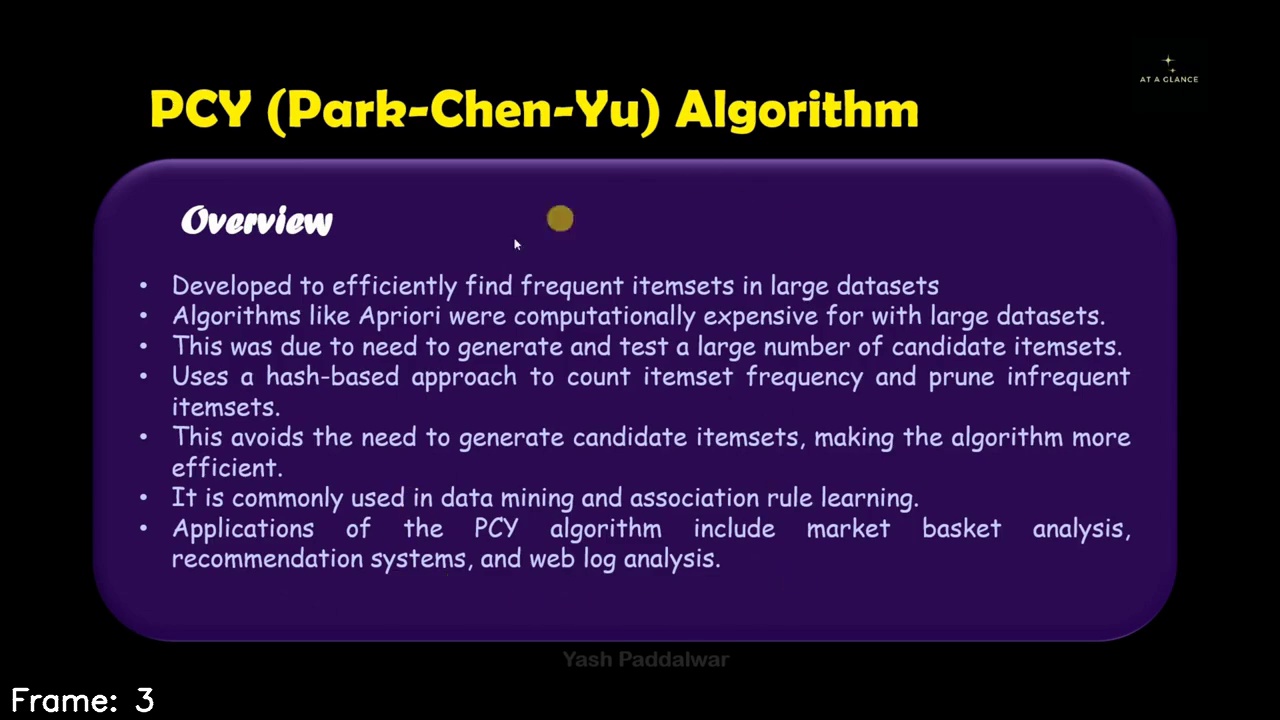 AT A GLANCE
PCY (Park-Chen-Yu) Algorithm
Overview
• Developed to efficiently find frequent itemsets in large datasets
• Algorithms like Apriori were computationally expensive for with large datasets.
• This was due to need to generate and test a large number of candidate itemsets.
• Uses a hash-based approach to count itemset frequency and prune infrequent
itemsets.
• This avoids the need to generate candidate itemsets, making the algorithm more
efficient.
• It is commonly used in data mining and association rule learning.
• Applications of the PCY algorithm include market basket analysis,
recommendation systems, and web log analysis.
Yash Paddalwar
Frame: 3